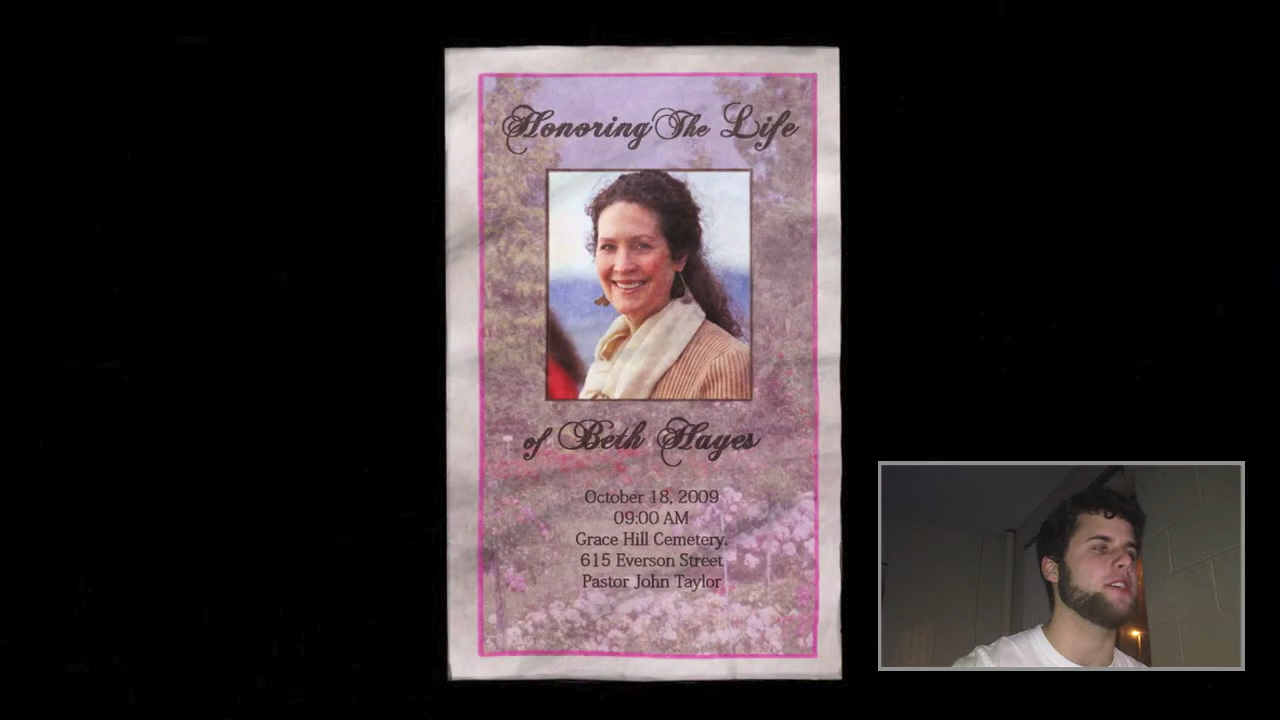 Honoring The Life
of Beth Hayes
October 18, 2009
09:00 AM
Grace Hill Cemetery,
615 Everson Street
Pastor John Taylor